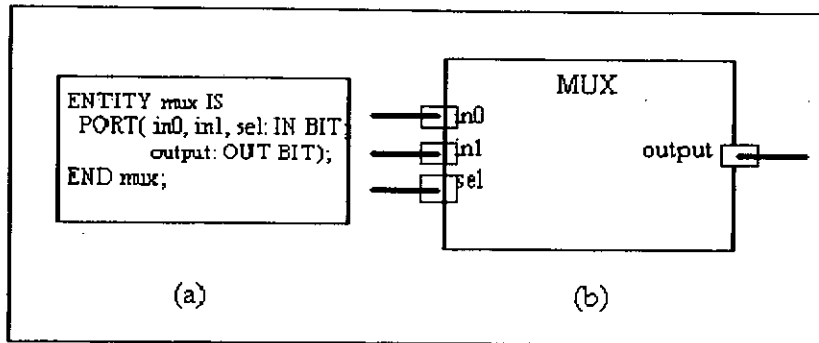 ENTITY mux IS
PORT( in0, in1, sel: IN BIT
output: OUT BIT);
END mux;
MUX
in0
in1
sel
output
(a)
(b)